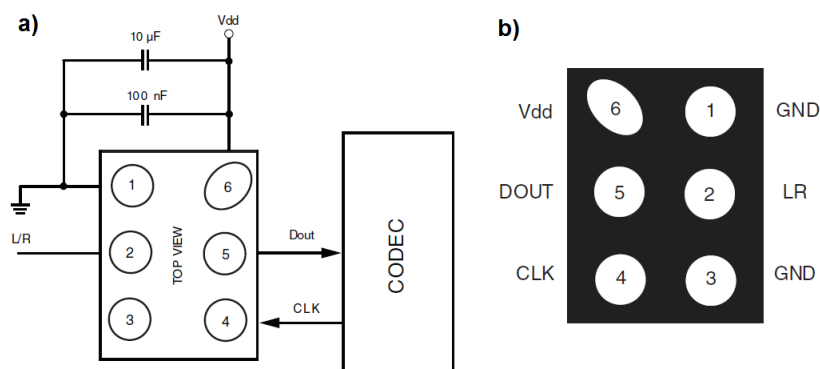 a)
Vdd
10 µF
100 nF
1
6
L/R
2
TOP VIEW
5
Dout
3
4
CLK
CODEC
b)
Vdd
6
1
GND
DOUT
5
2
LR
CLK
4
3
GND